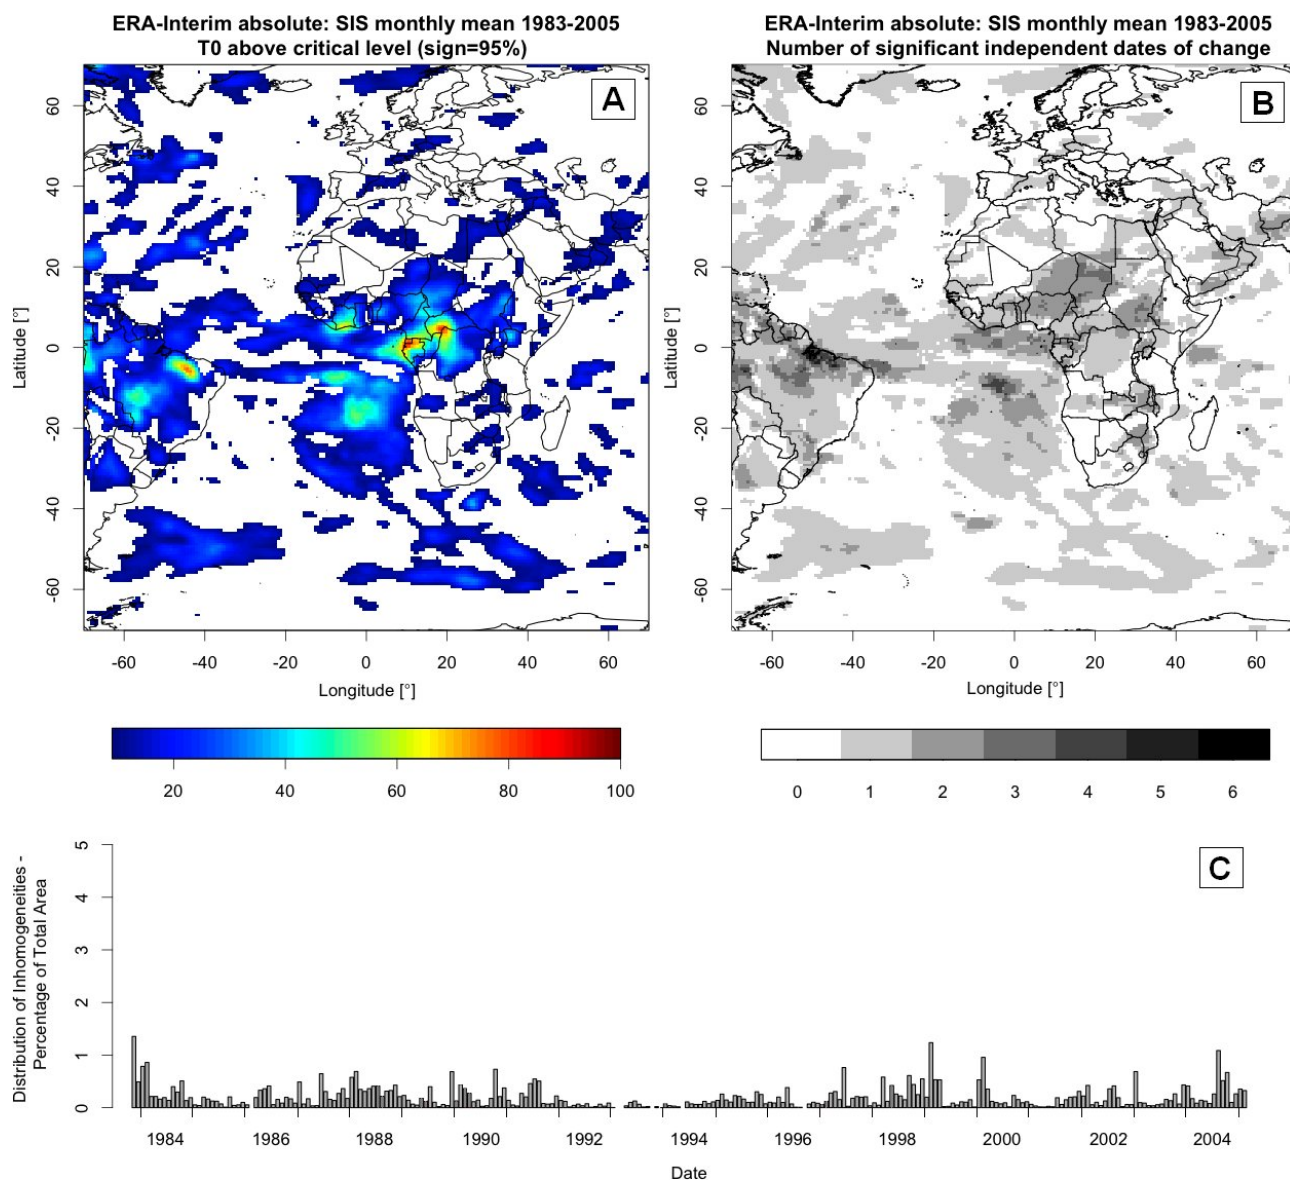 ERA-Interim absolute: SIS monthly mean 1983-2005
T0 above critical level (sign=95%)
A
60
40
20
0
20
-40
-60
Latitude [°]
-60 -40 -20 0 20 40 60
Longitude [°]
20 40 60 80 100
ERA-Interim absolute: SIS monthly mean 1983-2005
Number of significant independent dates of change
B
60
40
20
0
20
-40
-60
Latitude [°]
-60 -40 -20 0 20 40 60
Longitude [°]
0 1 2 3 4 5 6
C
Distribution of Inhomogeneities -
Percentage of Total Area
5
4
3
2
1
0
1984 1986 1988 1990 1992 1994 1996 1998 2000 2002 2004
Date